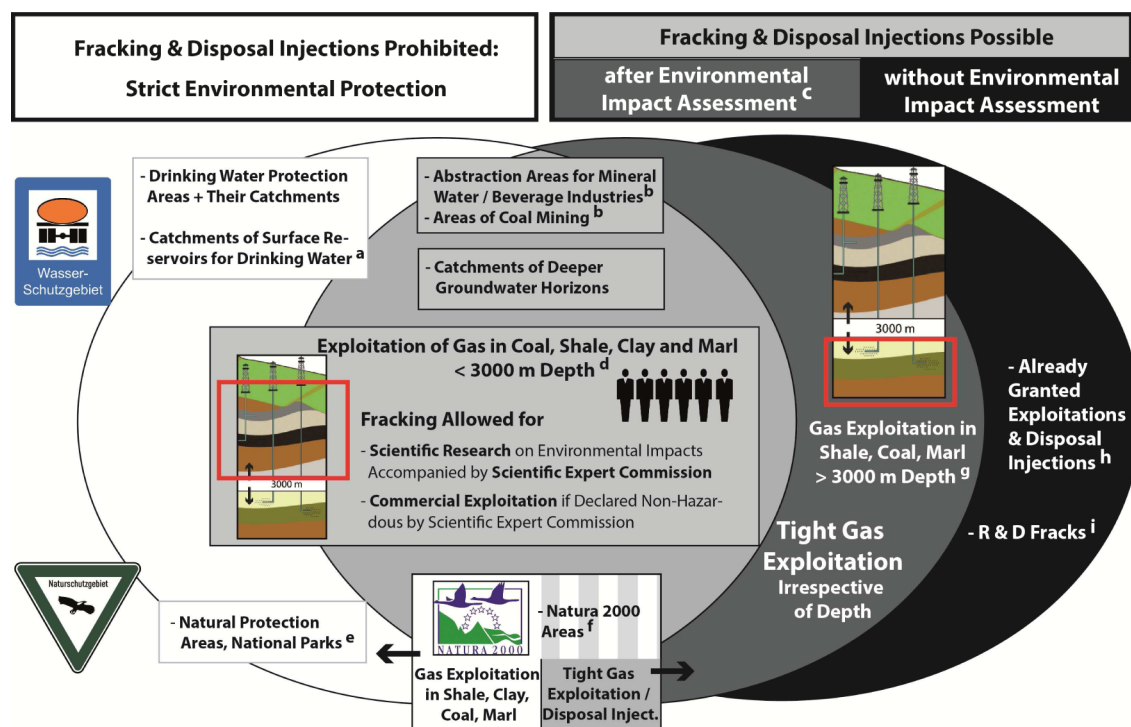 Fracking & Disposal Injections Prohibited:
Strict Environmental Protection
Fracking & Disposal Injections Possible
after Environmental
Impact Assessment c
without Environmental
Impact Assessment
Wasser-
Schutzgebiet
- Drinking Water Protection
Areas + Their Catchments
- Catchments of Surface Re-
servoirs for Drinking Water a
- Abstraction Areas for Mineral
Water / Beverage Industries b
- Areas of Coal Mining b
- Catchments of Deeper
Groundwater Horizons
Exploitation of Gas in Coal, Shale, Clay and Marl
< 3000 m Depth d
3000 m
Fracking Allowed for
- Scientific Research on Environmental Impacts
Accompanied by Scientific Expert Commission
- Commercial Exploitation if Declared Non-Hazar-
dous by Scientific Expert Commission
3000 m
Gas Exploitation in
Shale, Coal, Marl
> 3000 m Depth g
Tight Gas
Exploitation
Irrespective
of Depth
- Already
Granted
Exploitations
& Disposal
Injections h
- R & D Fracks i
Naturschutzgebiet
- Natural Protection
Areas, National Parks e
NATURA 2000
- Natura 2000
Areas f
Gas Exploitation
in Shale, Clay,
Coal, Marl
Tight Gas
Exploitation /
Disposal Inject.